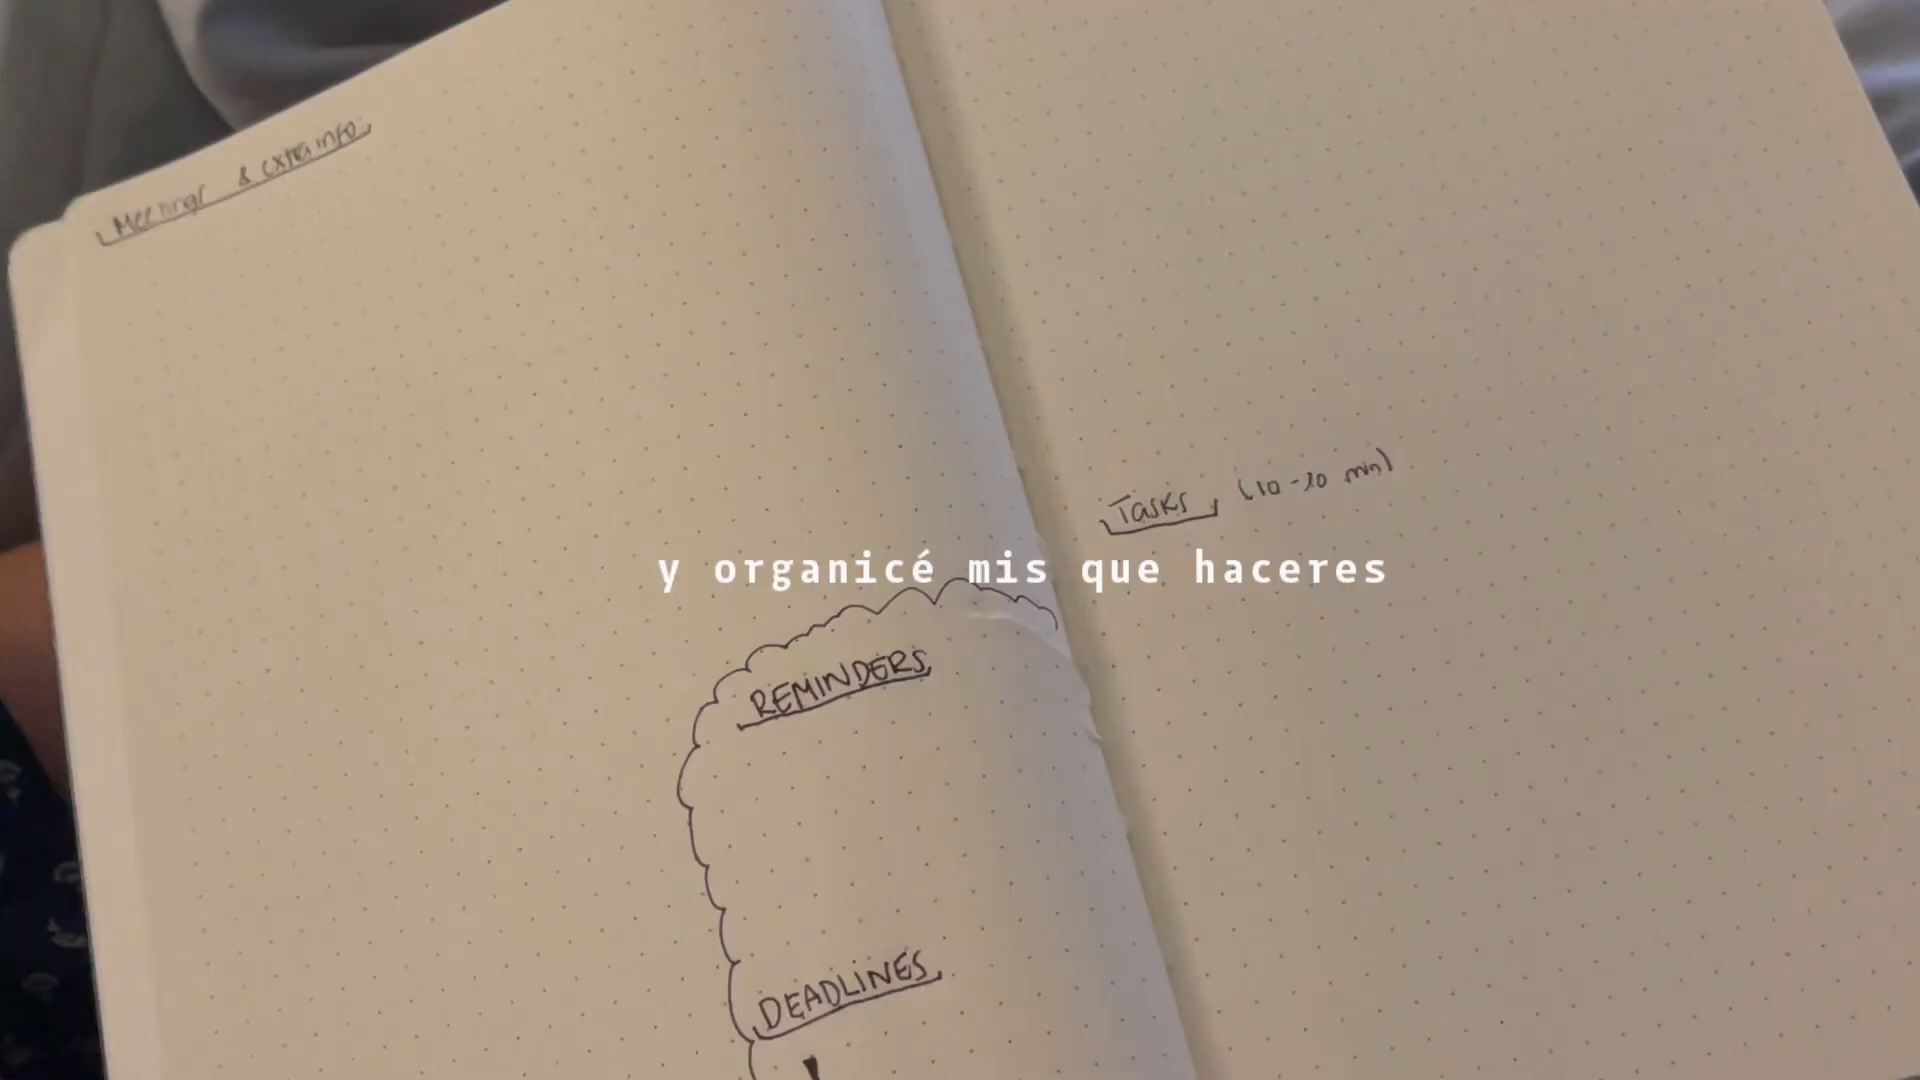 Meetings & extra info
Tasks (10-20 min)
y organicé mis que haceres
REMINDERS
DEADLINES